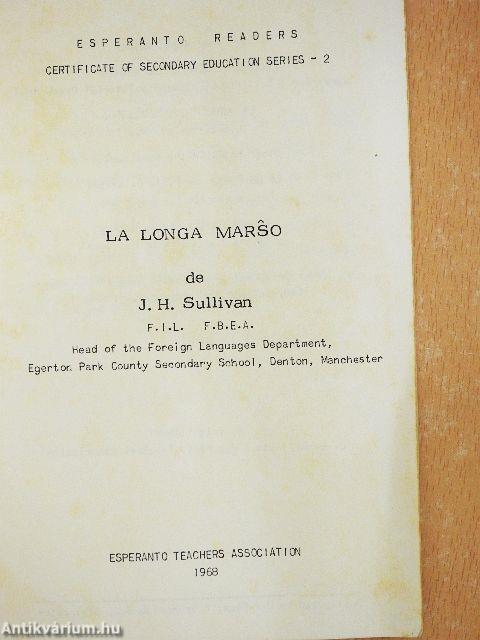 ESPERANTO READERS
CERTIFICATE OF SECONDARY EDUCATION SERIES - 2
LA LONGA MARŜO
de
J. H. Sullivan
F.I.L. F.B.E.A.
Head of the Foreign Languages Department,
Egerton Park County Secondary School, Denton, Manchester
ESPERANTO TEACHERS ASSOCIATION
1968
Antikvárium.hu